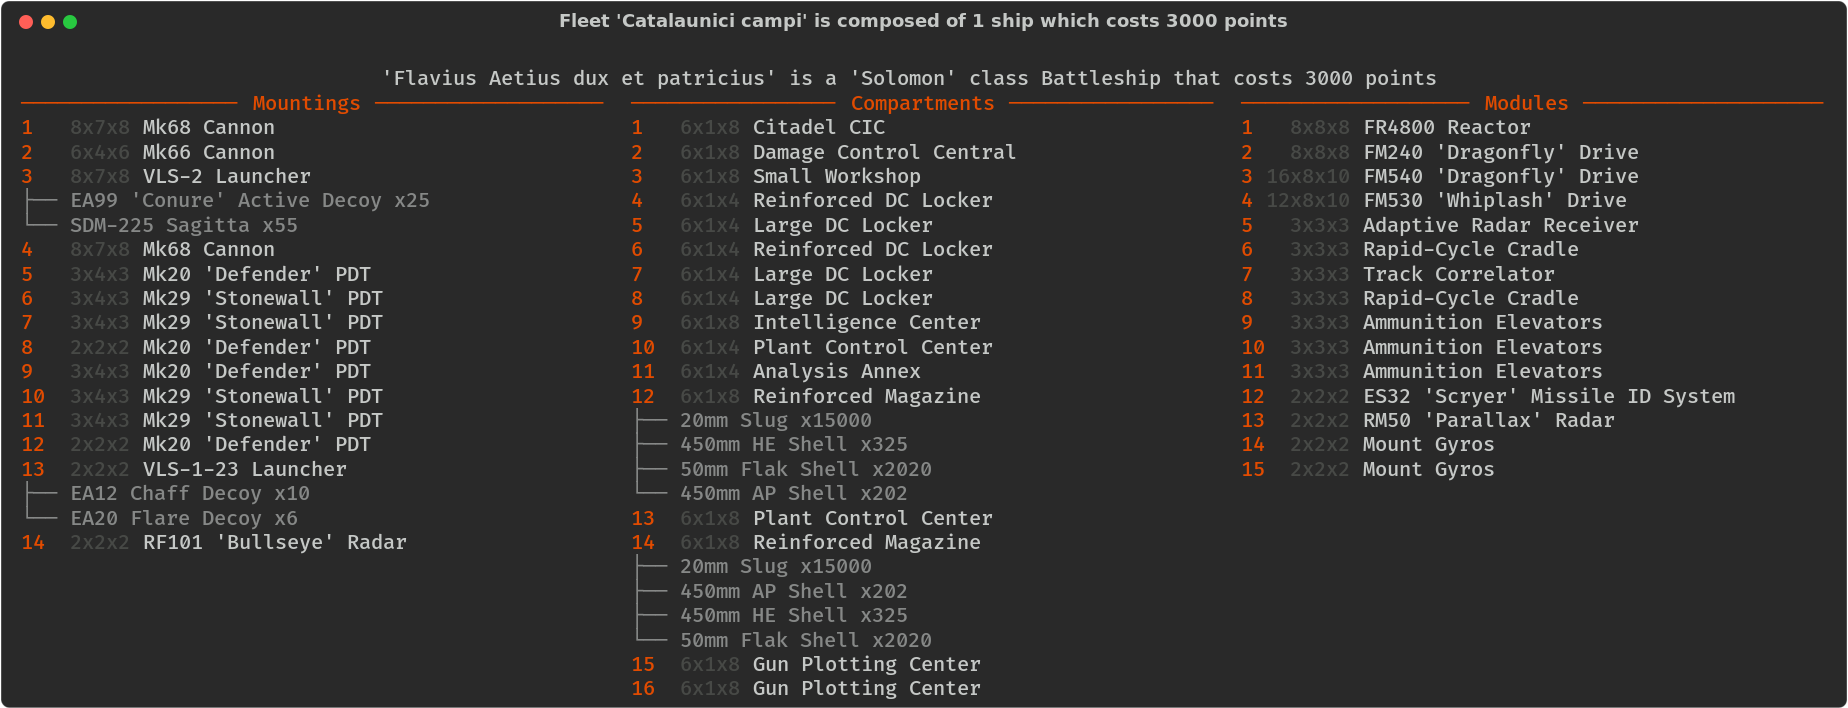 Fleet 'Catalaunici campi' is composed of 1 ship which costs 3000 points
'Flavius Aetius dux et patricius' is a 'Solomon' class Battleship that costs 3000 points
Mountings
1 8x7x8 Mk68 Cannon
2 6x4x6 Mk66 Cannon
3 8x7x8 VLS-2 Launcher
EA99 'Conure' Active Decoy x25
SDM-225 Sagitta x55
4 8x7x8 Mk68 Cannon
5 3x4x3 Mk20 'Defender' PDT
6 3x4x3 Mk29 'Stonewall' PDT
7 3x4x3 Mk29 'Stonewall' PDT
8 2x2x2 Mk20 'Defender' PDT
9 3x4x3 Mk20 'Defender' PDT
10 3x4x3 Mk29 'Stonewall' PDT
11 3x4x3 Mk29 'Stonewall' PDT
12 2x2x2 Mk20 'Defender' PDT
13 2x2x2 VLS-1-23 Launcher
EA12 Chaff Decoy x10
EA20 Flare Decoy x6
14 2x2x2 RF101 'Bullseye' Radar
Compartments
1 6x1x8 Citadel CIC
2 6x1x8 Damage Control Central
3 6x1x8 Small Workshop
4 6x1x4 Reinforced DC Locker
5 6x1x4 Large DC Locker
6 6x1x4 Reinforced DC Locker
7 6x1x4 Large DC Locker
8 6x1x4 Large DC Locker
9 6x1x8 Intelligence Center
10 6x1x4 Plant Control Center
11 6x1x4 Analysis Annex
12 6x1x8 Reinforced Magazine
20mm Slug x15000
450mm HE Shell x325
50mm Flak Shell x2020
450mm AP Shell x202
13 6x1x8 Plant Control Center
14 6x1x8 Reinforced Magazine
20mm Slug x15000
450mm AP Shell x202
450mm HE Shell x325
50mm Flak Shell x2020
15 6x1x8 Gun Plotting Center
16 6x1x8 Gun Plotting Center
Modules
1 8x8x8 FR4800 Reactor
2 8x8x8 FM240 'Dragonfly' Drive
3 16x8x10 FM540 'Dragonfly' Drive
4 12x8x10 FM530 'Whiplash' Drive
5 3x3x3 Adaptive Radar Receiver
6 3x3x3 Rapid-Cycle Cradle
7 3x3x3 Track Correlator
8 3x3x3 Rapid-Cycle Cradle
9 3x3x3 Ammunition Elevators
10 3x3x3 Ammunition Elevators
11 3x3x3 Ammunition Elevators
12 2x2x2 ES32 'Scryer' Missile ID System
13 2x2x2 RM50 'Parallax' Radar
14 2x2x2 Mount Gyros
15 2x2x2 Mount Gyros